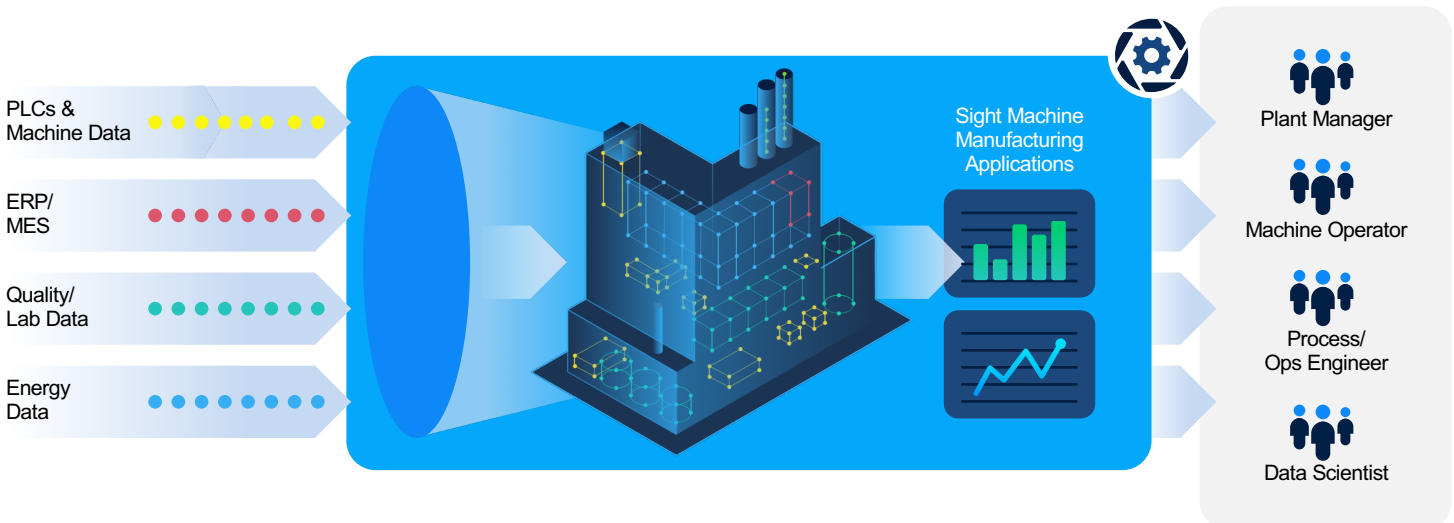 PLCs &
Machine Data
ERP/
MES
Quality/
Lab Data
Energy
Data
Sight Machine
Manufacturing
Applications
Plant Manager
Machine Operator
Process/
Ops Engineer
Data Scientist